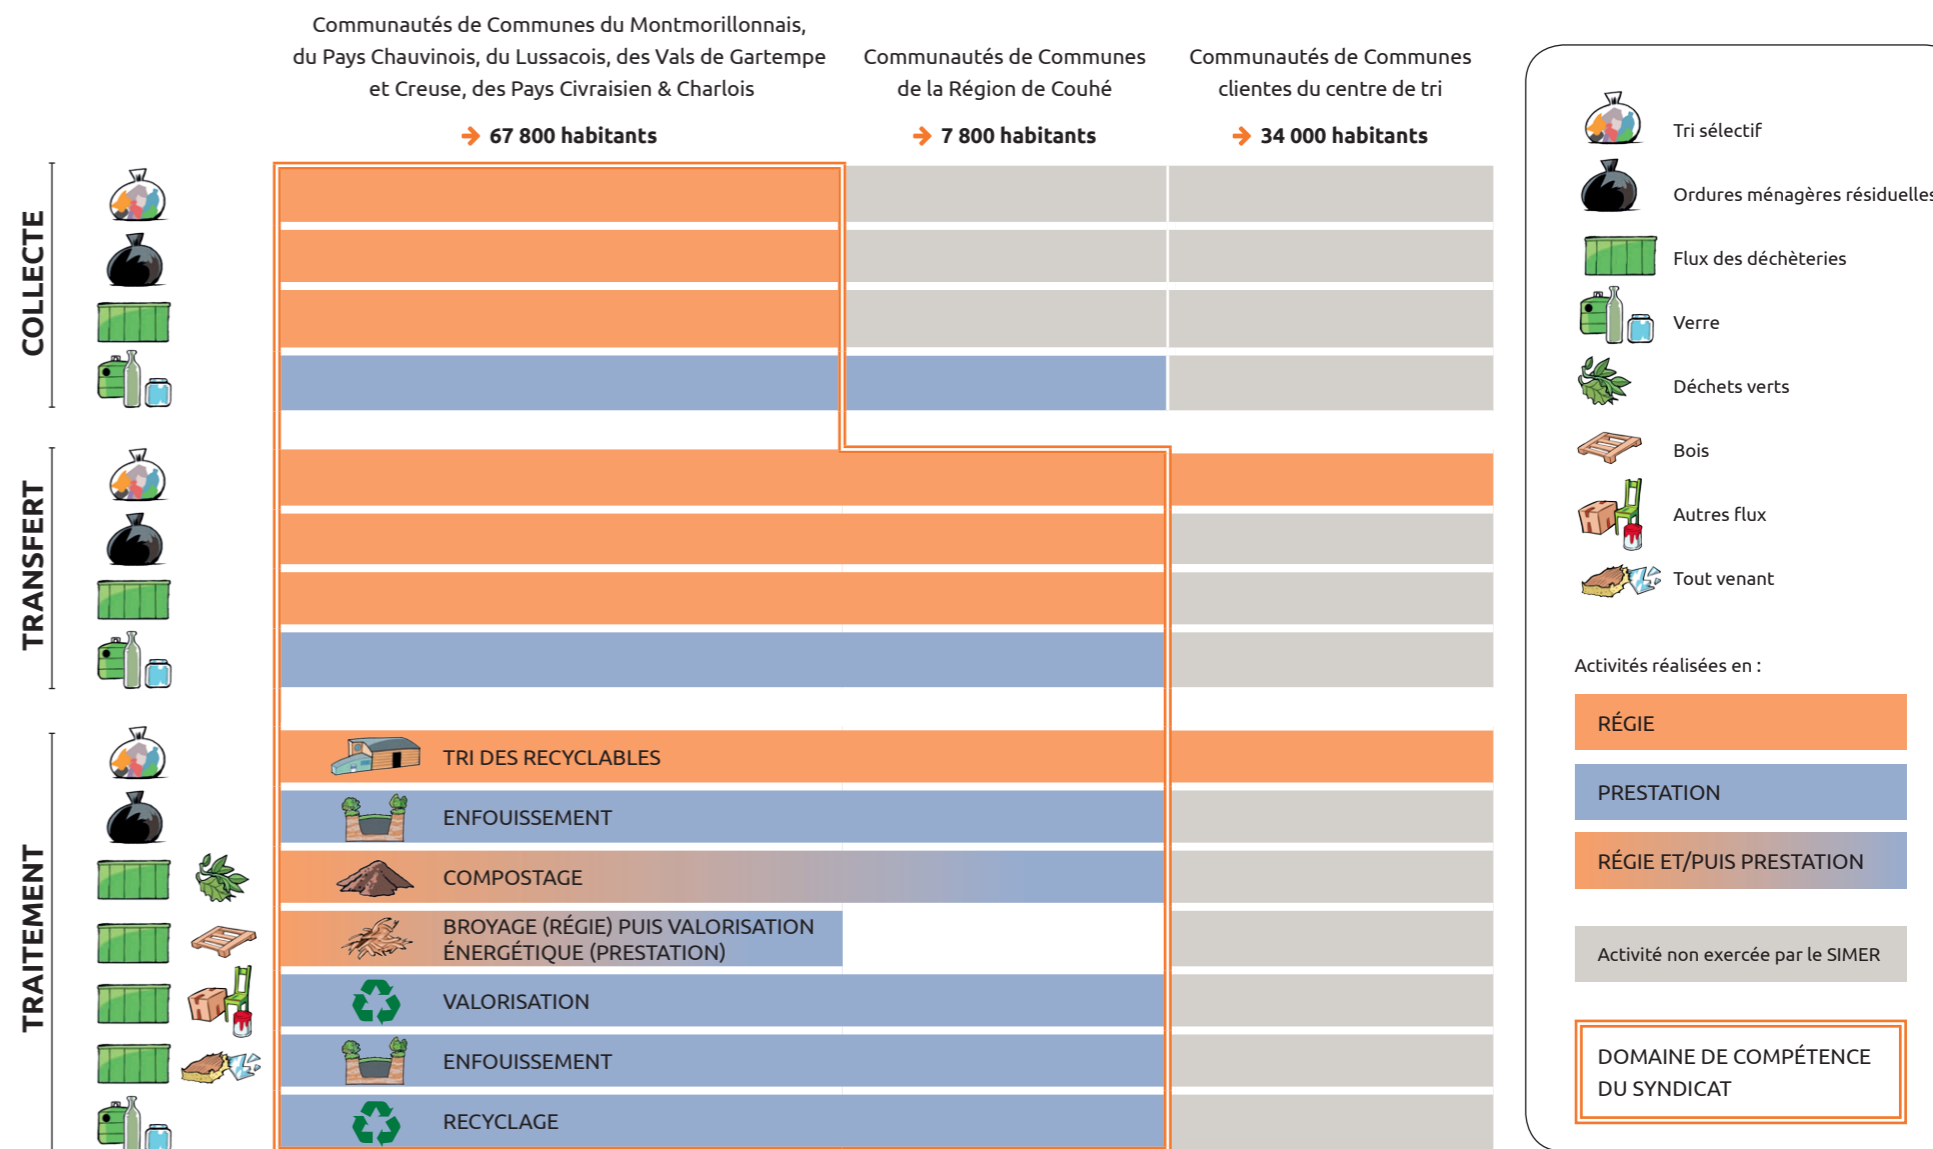 Communautés de Communes du Montmorillonnais,
du Pays Chauvinois, du Lussacois, des Vals de Gartempe
et Creuse, des Pays Civraisien & Charlois
→ 67 800 habitants
Communautés de Communes
de la Région de Couhé
→ 7 800 habitants
Communautés de Communes
clientes du centre de tri
→ 34 000 habitants
COLLECTE
TRANSFERT
TRAITEMENT
TRI DES RECYCLABLES
ENFOUISSEMENT
COMPOSTAGE
BROYAGE (RÉGIE) PUIS VALORISATION
ÉNERGÉTIQUE (PRESTATION)
VALORISATION
ENFOUISSEMENT
RECYCLAGE
Tri sélectif
Ordures ménagères résiduelles
Flux des déchèteries
Verre
Déchets verts
Bois
Autres flux
Tout venant
Activités réalisées en :
RÉGIE
PRESTATION
RÉGIE ET/PUIS PRESTATION
Activité non exercée par le SIMER
DOMAINE DE COMPÉTENCE
DU SYNDICAT